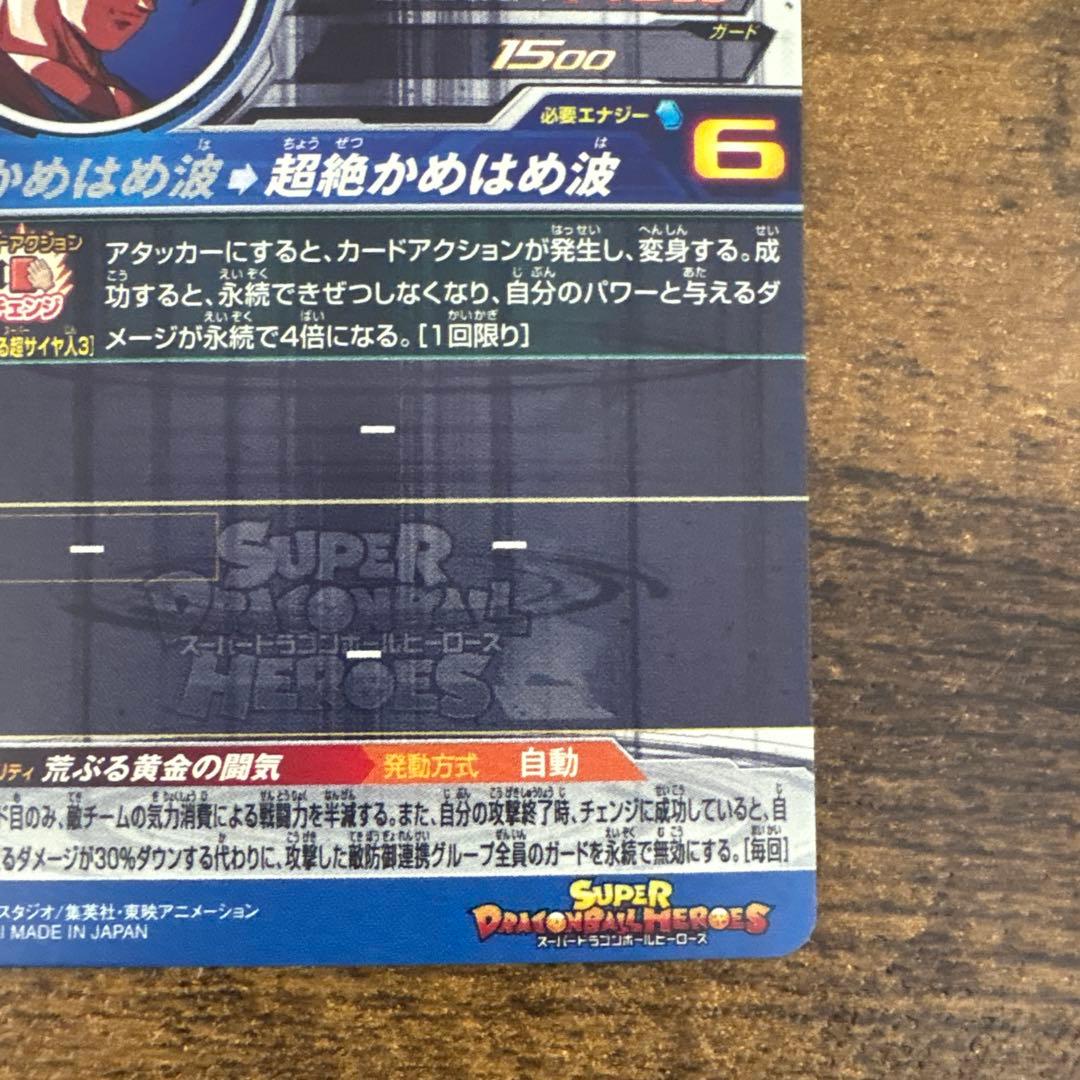 ガード
1500
必要エナジー 6
かめはめ波➡超絶かめはめ波
アクション
アタッカーにすると、カードアクションが発生し、変身する。成
功すると、永続できぜつしなくなり、自分のパワーと与えるダ
チェンジ
メージが永続で4倍になる。[1回限り]
る超サイヤ人3]
ー
ー ー
SUPER
DRAGONBALL
スーパードラゴンボールヒーローズ
ー
HEROES
リティ 荒ぶる黄金の闘気 発動方式 自動
ド目のみ、敵チームの気力消費による戦闘力を半減する。また、自分の攻撃終了時、チェンジに成功していると、自
るダメージが30%ダウンする代わりに、攻撃した敵防御連携グループ全員のガードを永続で無効にする。[毎回]
スタジオ/集英社・東映アニメーション
I MADE IN JAPAN
SUPER
DRAGONBALL HEROES
スーパードラゴンボールヒーローズ